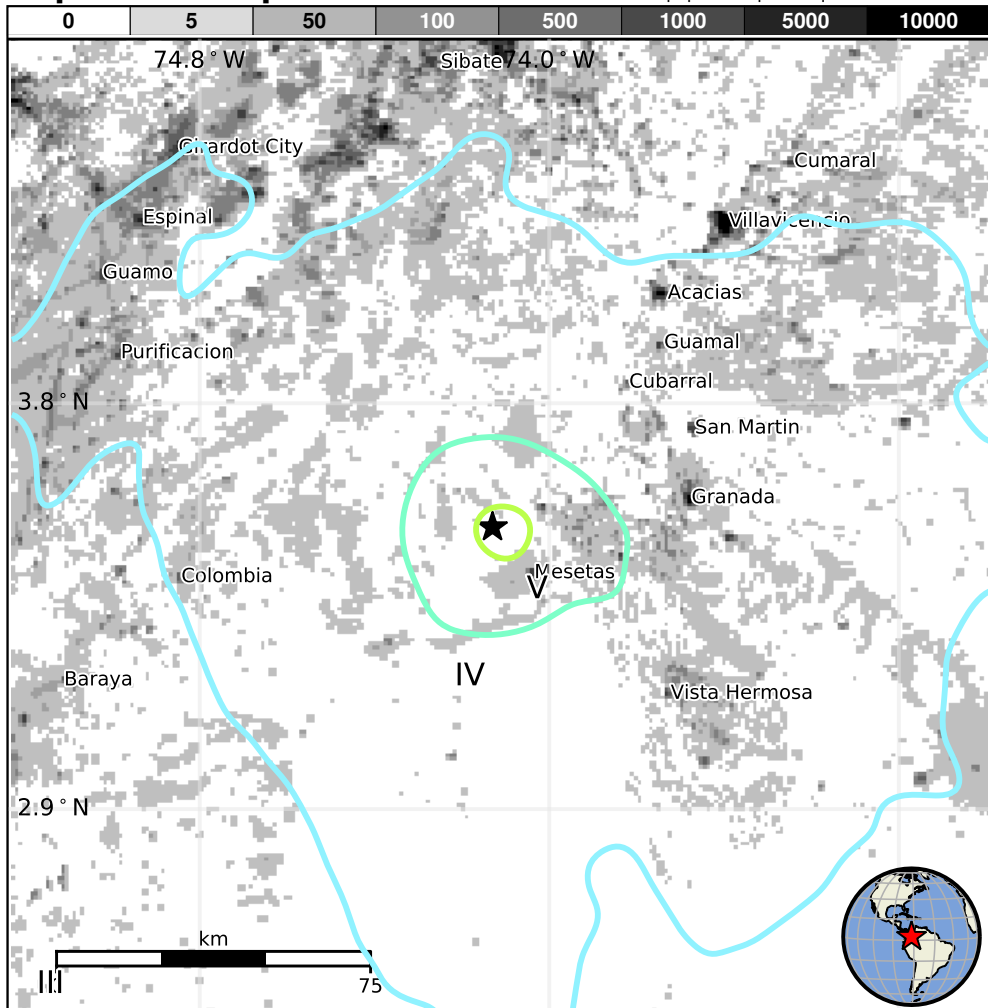 0 5 50 100 500 1000 5000 10000
74.8°W
Sibate
74.0°W
Girardot City
Cumaral
Espinal
Villavicencio
Guamo
Acacias
Purificacion
Guamal
Cubarral
3.8°N
San Martin
Granada
Colombia
Mesetas
V
IV
Baraya
Vista Hermosa
2.9°N
km
III
75